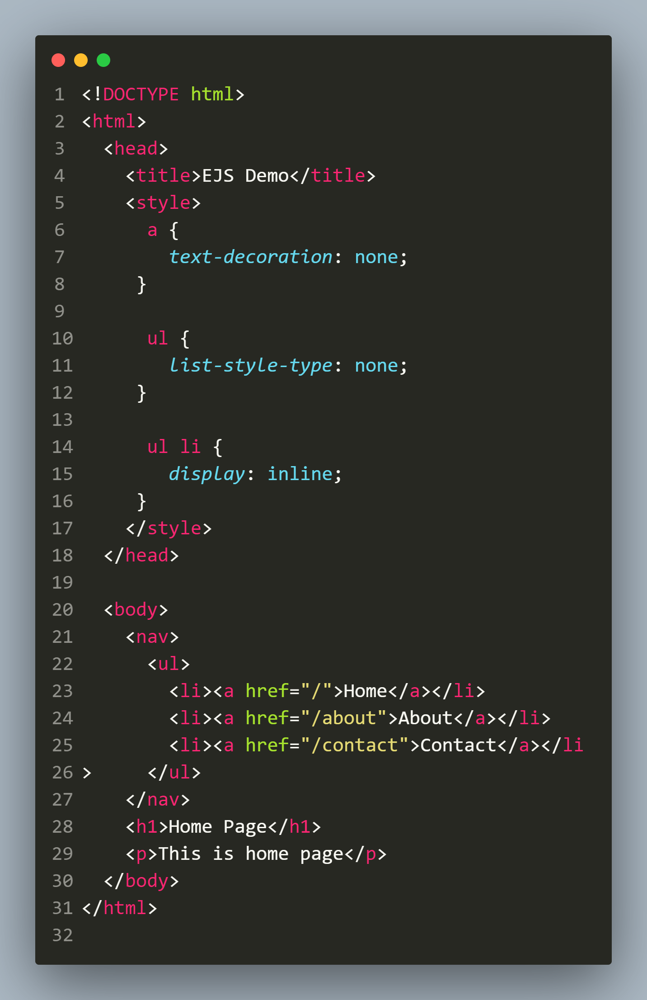 1 <!DOCTYPE html>
2 <html>
3   <head>
4     <title>EJS Demo</title>
5     <style>
6       a {
7         text-decoration: none;
8      }
9
10       ul {
11         list-style-type: none;
12      }
13
14       ul li {
15         display: inline;
16      }
17     </style>
18   </head>
19
20   <body>
21     <nav>
22       <ul>
23         <li><a href="/">Home</a></li>
24         <li><a href="/about">About</a></li>
25         <li><a href="/contact">Contact</a></li
26 >     </ul>
27     </nav>
28     <h1>Home Page</h1>
29     <p>This is home page</p>
30   </body>
31 </html>
32